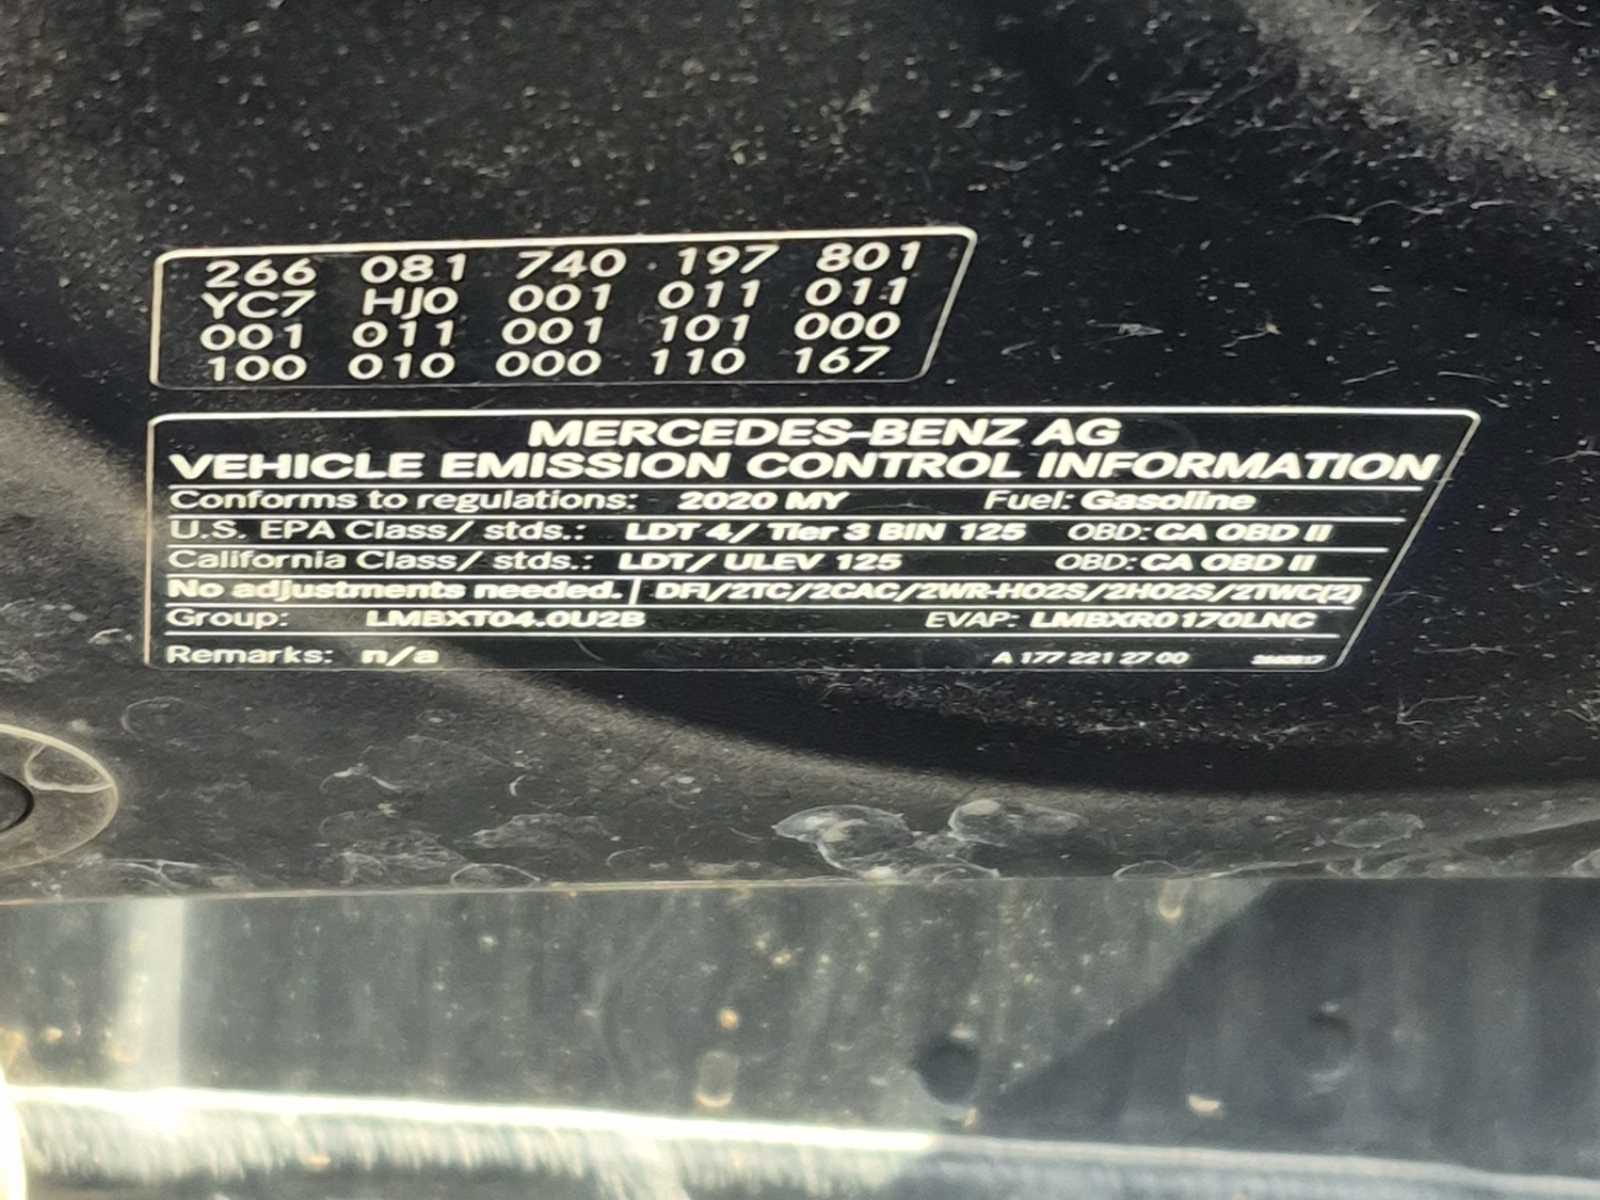 266 081 740 197 801
YC7 HJ0 001 011 011
001 011 001 101 000
100 010 000 110 167
MERCEDES-BENZ AG
VEHICLE EMISSION CONTROL INFORMATION
Conforms to regulations: 2020 MY Fuel: Gasoline
U.S. EPA Class/ stds.: LDT 4/ Tier 3 BIN 125 OBD: CA OBD II
California Class/ stds.: LDT/ ULEV 125 OBD: CA OBD II
No adjustments needed. DFI/2TC/2CAC/2WR-HO2S/2HO2S/2TWC(2)
Group: LMBXT04.0U2B EVAP: LMBXR0170LNC
Remarks: n/a A 177 221 27 00